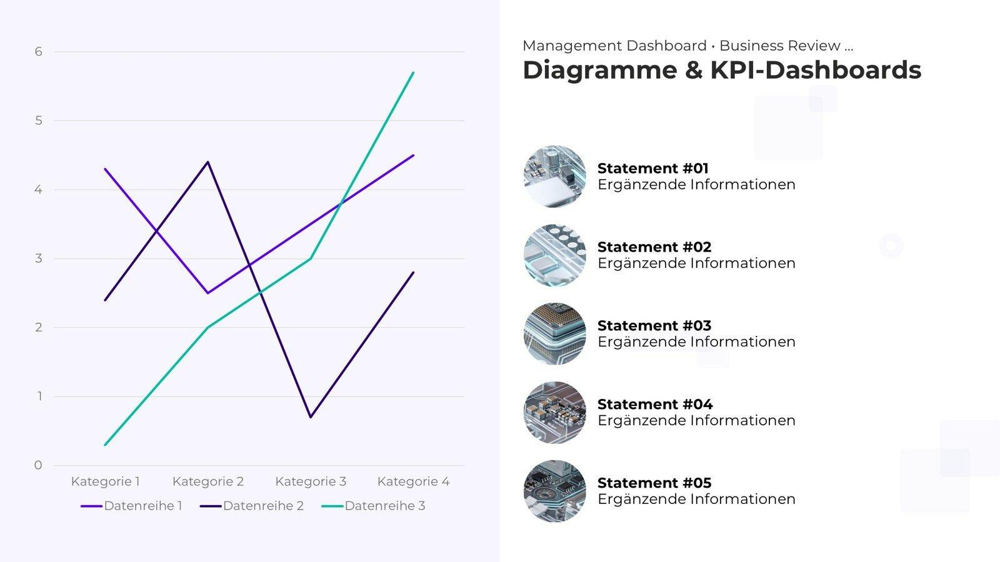 6
5
4
3
2
1
0
Kategorie 1 Kategorie 2 Kategorie 3 Kategorie 4
Datenreihe 1 Datenreihe 2 Datenreihe 3
Management Dashboard • Business Review ...
Diagramme & KPI-Dashboards
Statement #01
Ergänzende Informationen
Statement #02
Ergänzende Informationen
Statement #03
Ergänzende Informationen
Statement #04
Ergänzende Informationen
Statement #05
Ergänzende Informationen